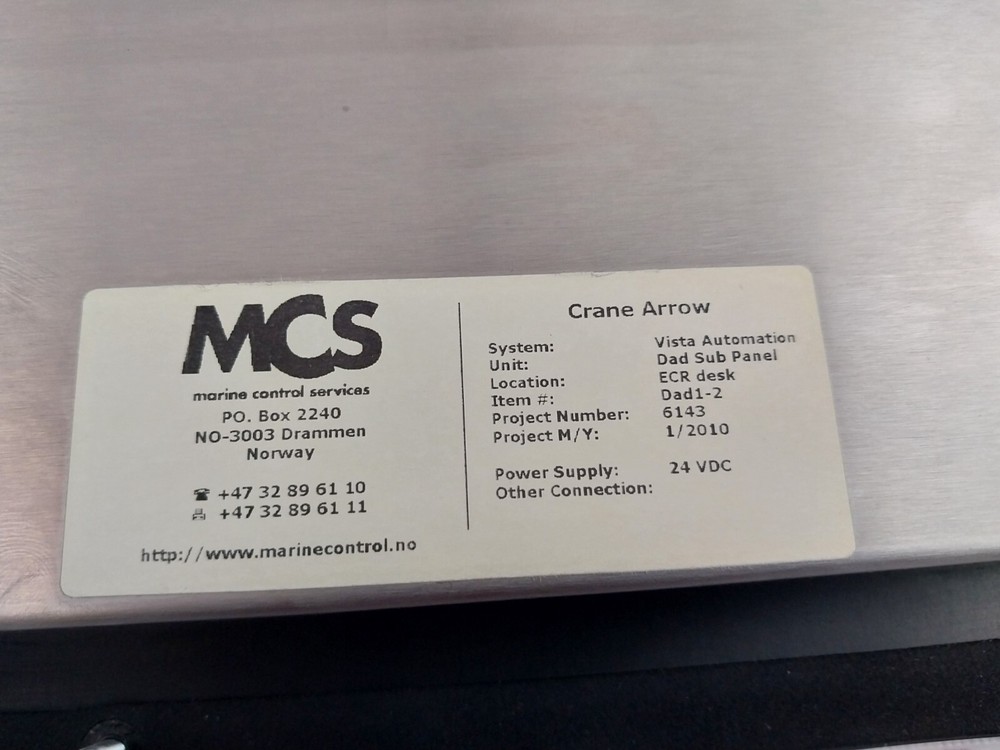 MCS
marine control services
PO. Box 2240
NO-3003 Drammen
Norway
+47 32 89 61 10
+47 32 89 61 11
http://www.marinecontrol.no
Crane Arrow
System: Vista Automation
Unit: Dad Sub Panel
Location: ECR desk
Item #: Dad1-2
Project Number: 6143
Project M/Y: 1/2010
Power Supply: 24 VDC
Other Connection: